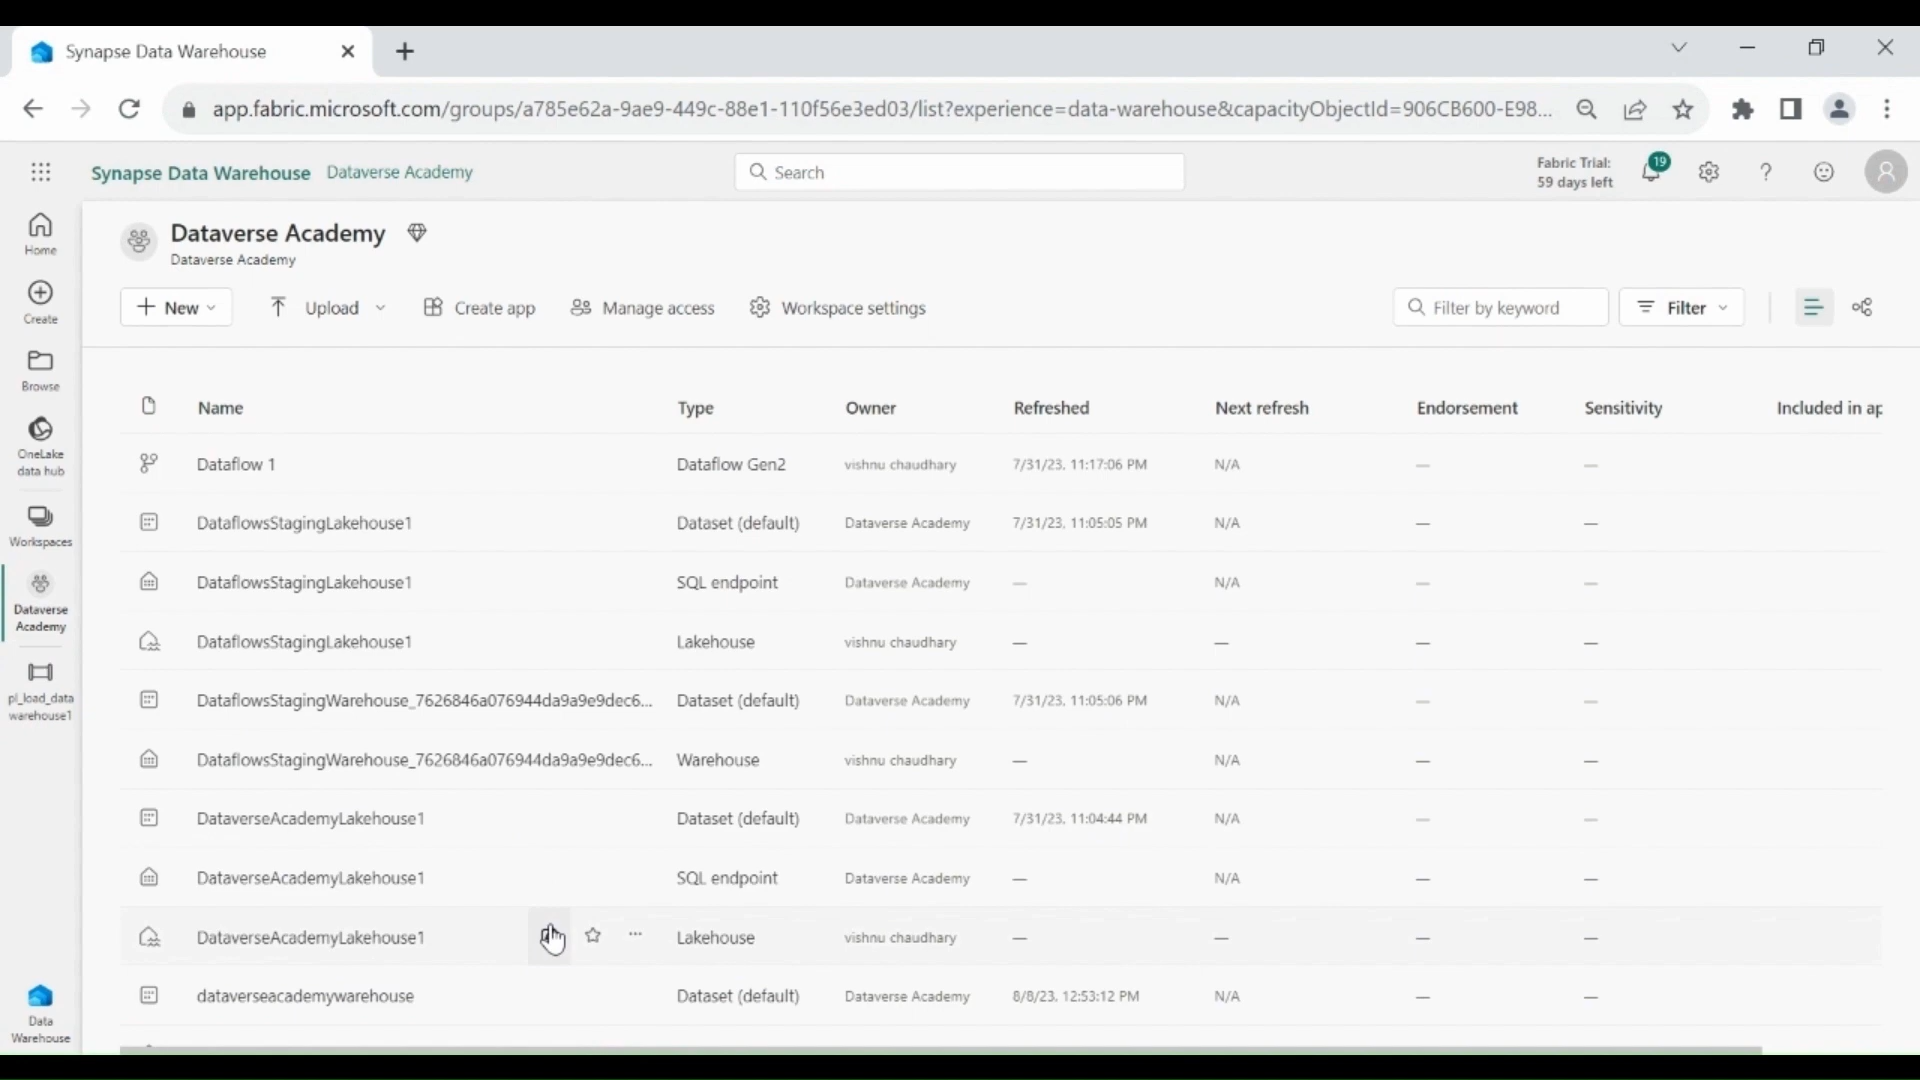 Synapse Data Warehouse
app.fabric.microsoft.com/groups/a785e62a-9ae9-449c-88e1-110f56e3ed03/list?experience=data-warehouse&capacityObjectId=906CB600-E98...
Synapse Data Warehouse Dataverse Academy
Search
Fabric Trial:
59 days left
19
Home
Create
Browse
OneLake
data hub
Workspaces
Dataverse
Academy
pl_load_data
warehouse1
Data
Warehouse
Dataverse Academy
Dataverse Academy
New Upload Create app Manage access Workspace settings Filter by keyword Filter
Name Type Owner Refreshed Next refresh Endorsement Sensitivity Included in ap
Dataflow 1 Dataflow Gen2 vishnu chaudhary 7/31/23, 11:17:06 PM N/A — —
DataflowsStagingLakehouse1 Dataset (default) Dataverse Academy 7/31/23, 11:05:05 PM N/A — —
DataflowsStagingLakehouse1 SQL endpoint Dataverse Academy — N/A — —
DataflowsStagingLakehouse1 Lakehouse vishnu chaudhary — — — —
DataflowsStagingWarehouse_7626846a076944da9a9e9dec6... Dataset (default) Dataverse Academy 7/31/23, 11:05:06 PM N/A — —
DataflowsStagingWarehouse_7626846a076944da9a9e9dec6... Warehouse vishnu chaudhary — N/A — —
DataverseAcademyLakehouse1 Dataset (default) Dataverse Academy 7/31/23, 11:04:44 PM N/A — —
DataverseAcademyLakehouse1 SQL endpoint Dataverse Academy — N/A — —
DataverseAcademyLakehouse1 Lakehouse vishnu chaudhary — — — —
dataverseacademywarehouse Dataset (default) Dataverse Academy 8/8/23, 12:53:12 PM N/A — —